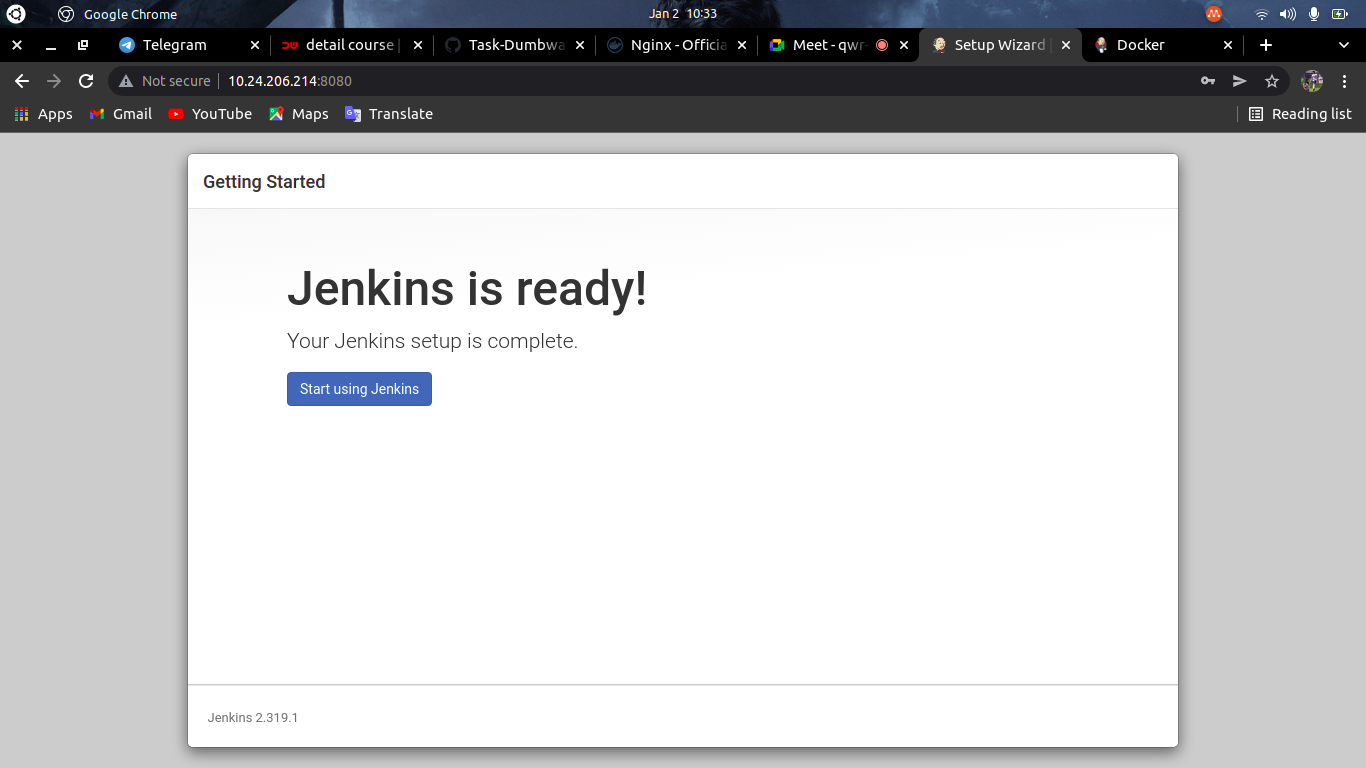 Google Chrome
Jan 2 10:33
Telegram
detail course |
Task-Dumbwa
Nginx - Officia
Meet - qwr
Setup Wizard |
Docker
Not secure
10.24.206.214:8080
Apps
Gmail
YouTube
Maps
Translate
Reading list
Getting Started
Jenkins is ready!
Your Jenkins setup is complete.
Start using Jenkins
Jenkins 2.319.1